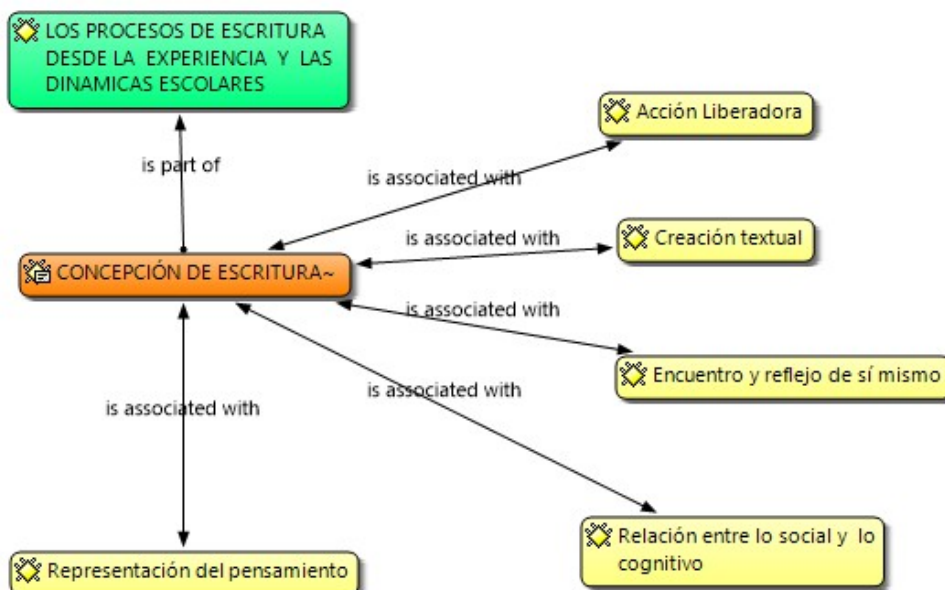 LOS PROCESOS DE ESCRITURA
DESDE LA EXPERIENCIA Y LAS
DINAMICAS ESCOLARES
Acción Liberadora
is part of
is associated with
Creación textual
is associated with
CONCEPCIÓN DE ESCRITURA~
is associated with
Encuentro y reflejo de sí mismo
is associated with
is associated with
Relación entre lo social y lo
cognitivo
Representación del pensamiento